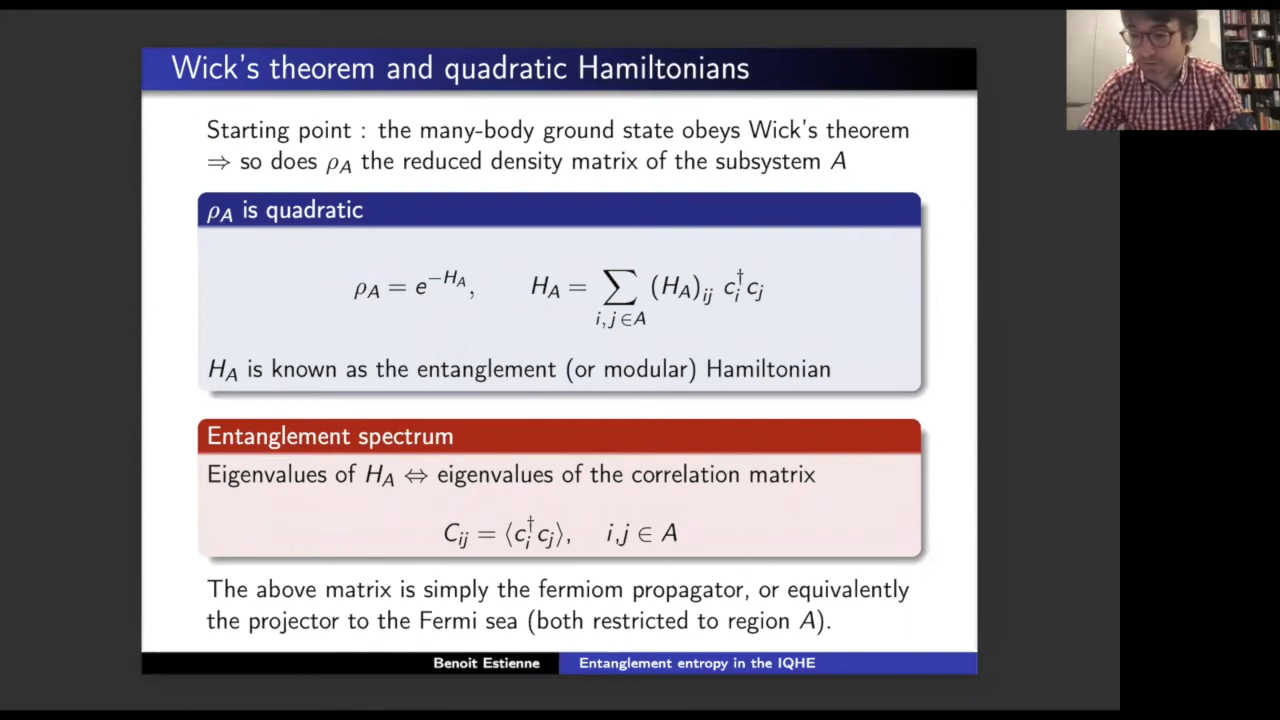 Wick's theorem and quadratic Hamiltonians
Starting point : the many-body ground state obeys Wick's theorem
⇒ so does ρ_A the reduced density matrix of the subsystem A
ρ_A is quadratic
ρ_A = e^{-H_A},    H_A = ∑_{i,j∈A} (H_A)_{ij} c_i^† c_j
H_A is known as the entanglement (or modular) Hamiltonian
Entanglement spectrum
Eigenvalues of H_A ⇔ eigenvalues of the correlation matrix
C_{ij} = ⟨c_i^† c_j⟩,    i,j ∈ A
The above matrix is simply the fermiom propagator, or equivalently
the projector to the Fermi sea (both restricted to region A).
Benoit Estienne    Entanglement entropy in the IQHE